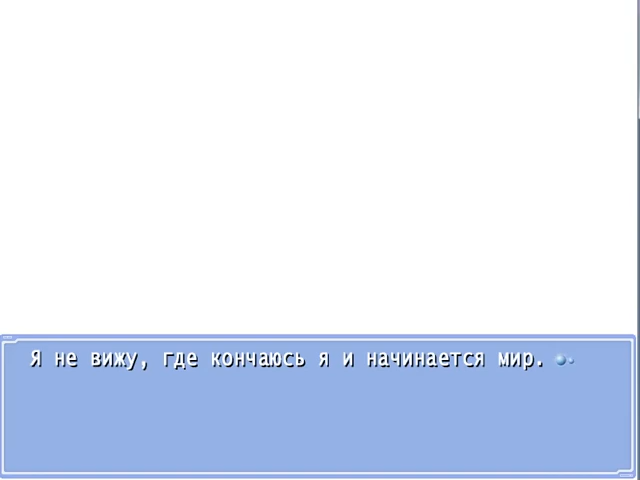 Я не вижу, где кончаюсь я и начинается мир.